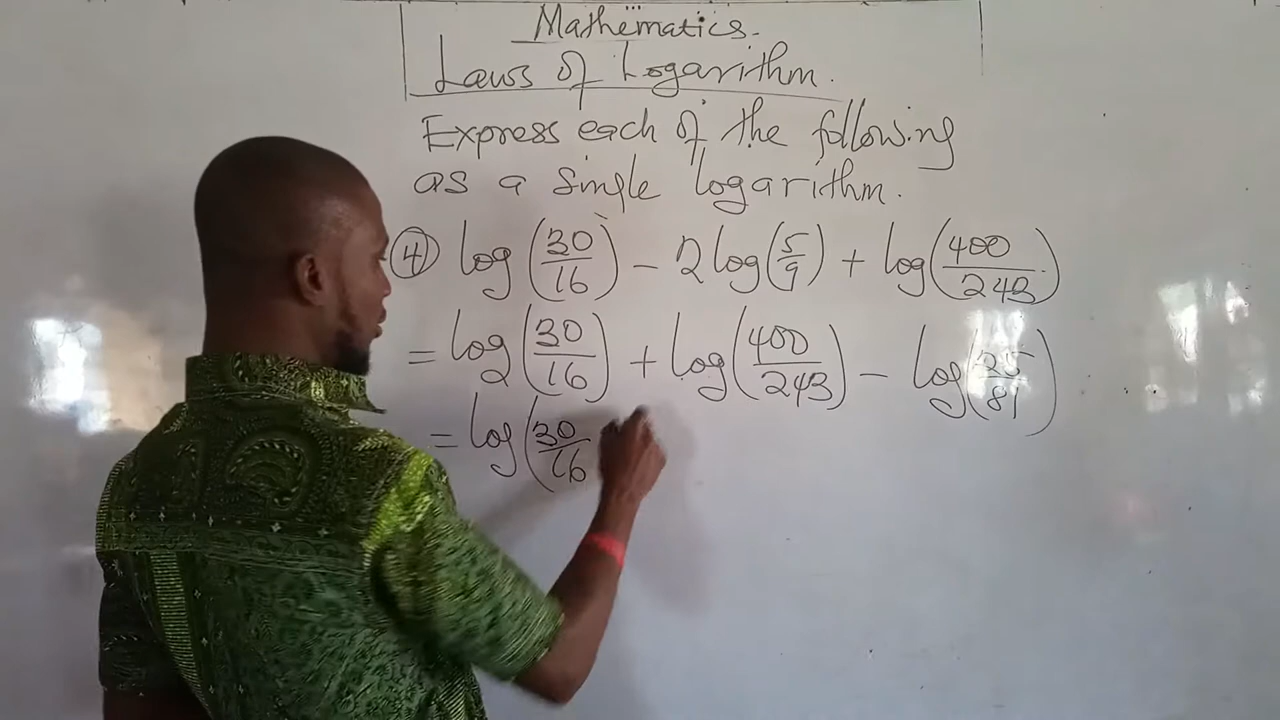 Mathematics.
Laws of Logarithm.
Express each of the following
as a single logarithm.
④ log(30/16) - 2log(5/9) + log(400/243)
= log(30/16) + log(400/243) - log(25/81)
= log(30/16